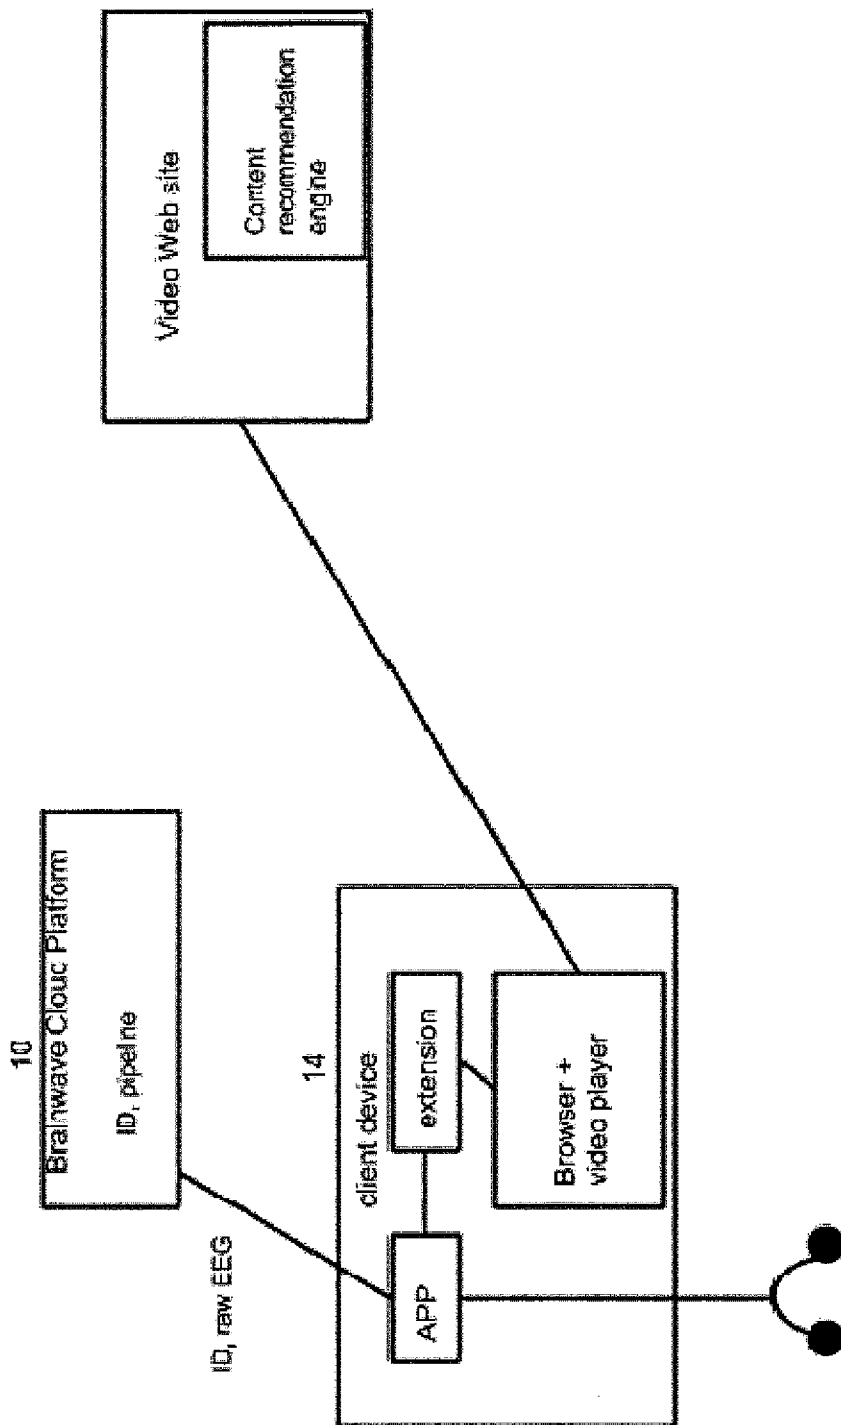 10
Brainwave Cloud Platform
ID, pipeline
ID, raw EEG
14
client device
APP
extension
Browser +
video player
Video Web site
Content
recommendation
engine